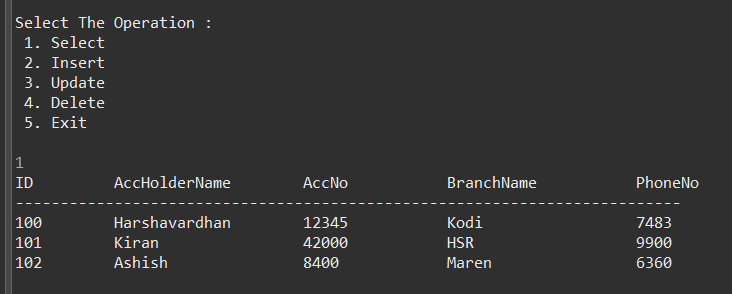 Select The Operation :
1. Select
2. Insert
3. Update
4. Delete
5. Exit
1
ID AccHolderName AccNo BranchName PhoneNo
--------------------------------------------------------------------------
100 Harshavardhan 12345 Kodi 7483
101 Kiran 42000 HSR 9900
102 Ashish 8400 Maren 6360